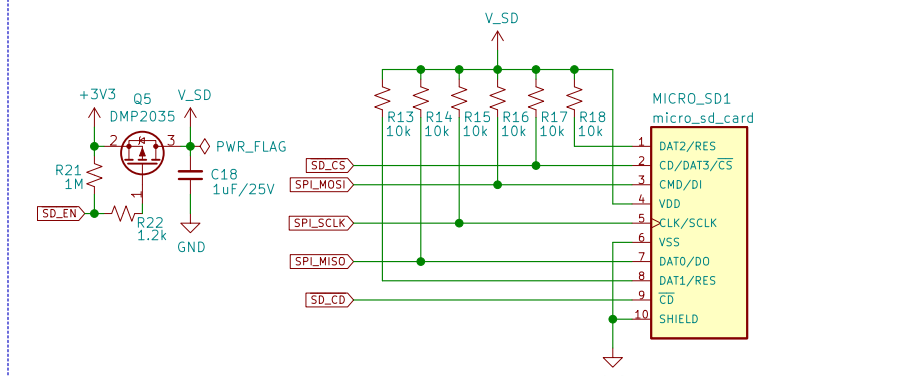 V_SD
+3V3
Q5
V_SD
DMP2035
2
3
PWR_FLAG
R21
1M
C18
1uF/25V
1
SD_EN
R22
1.2k
GND
R13
10k
R14
10k
R15
10k
R16
10k
R17
10k
R18
10k
MICRO_SD1
micro_sd_card
SD_CS
SPI_MOSI
SPI_SCLK
SPI_MISO
SD_CD
1 DAT2/RES
2 CD/DAT3/CS
3 CMD/DI
4 VDD
5 CLK/SCLK
6 VSS
7 DAT0/DO
8 DAT1/RES
9 CD
10 SHIELD